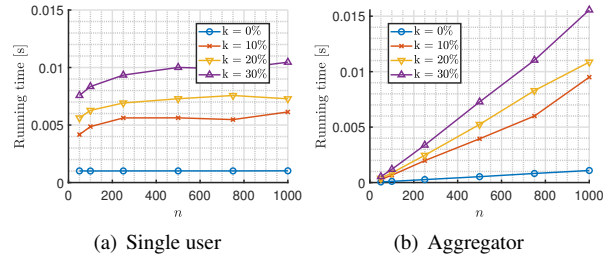 0.015
0.01
0.005
0
Running time [s]
k = 0%
k = 10%
k = 20%
k = 30%
0 200 400 600 800 1000
n
(a) Single user
0.015
0.01
0.005
0
Running time [s]
k = 0%
k = 10%
k = 20%
k = 30%
0 200 400 600 800 1000
n
(b) Aggregator